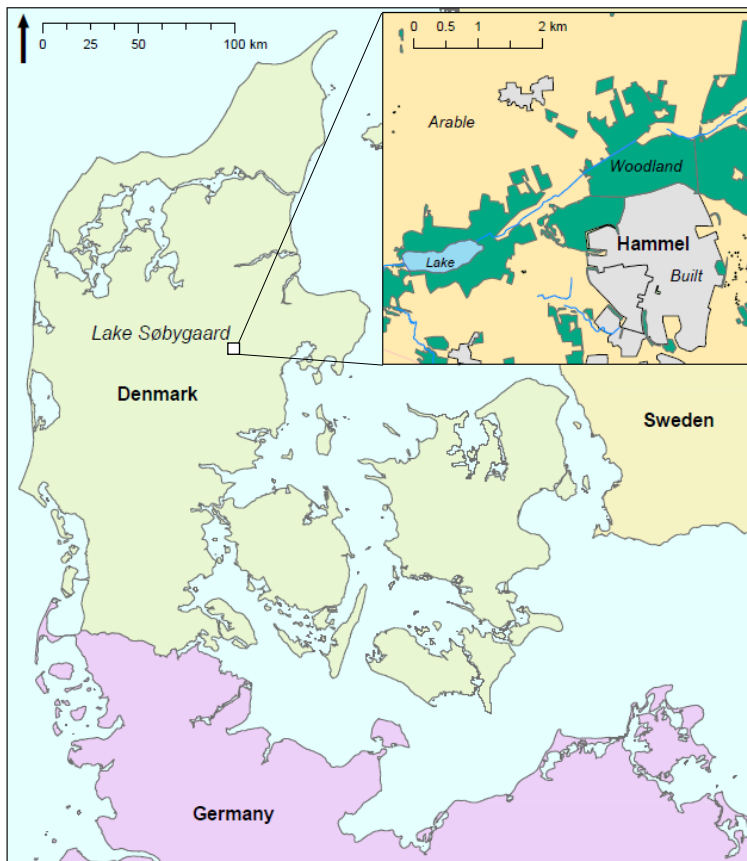 0 25 50 100 km
0 0.5 1 2 km
Arable
Woodland
Hammel
Lake
Built
Lake Søbygaard
Denmark
Sweden
Germany